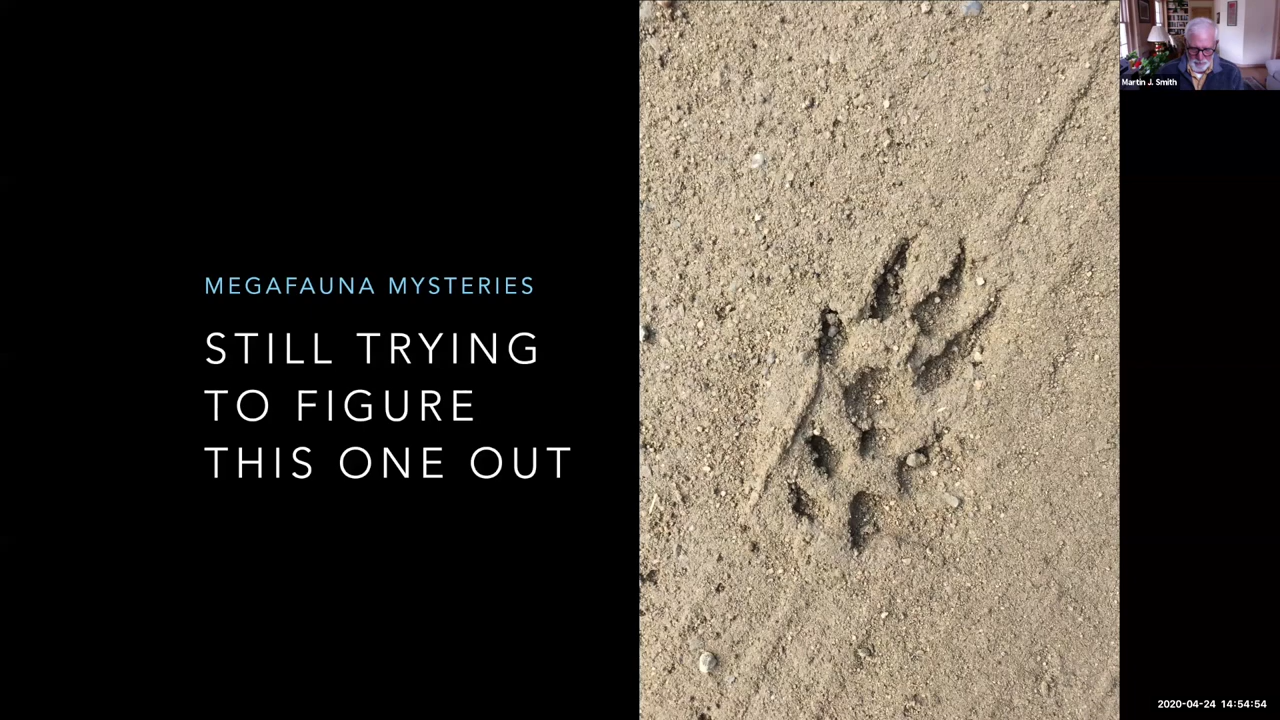 MEGAFAUNA MYSTERIES
STILL TRYING
TO FIGURE
THIS ONE OUT
Martin J. Smith
2020-04-24 14:54:54